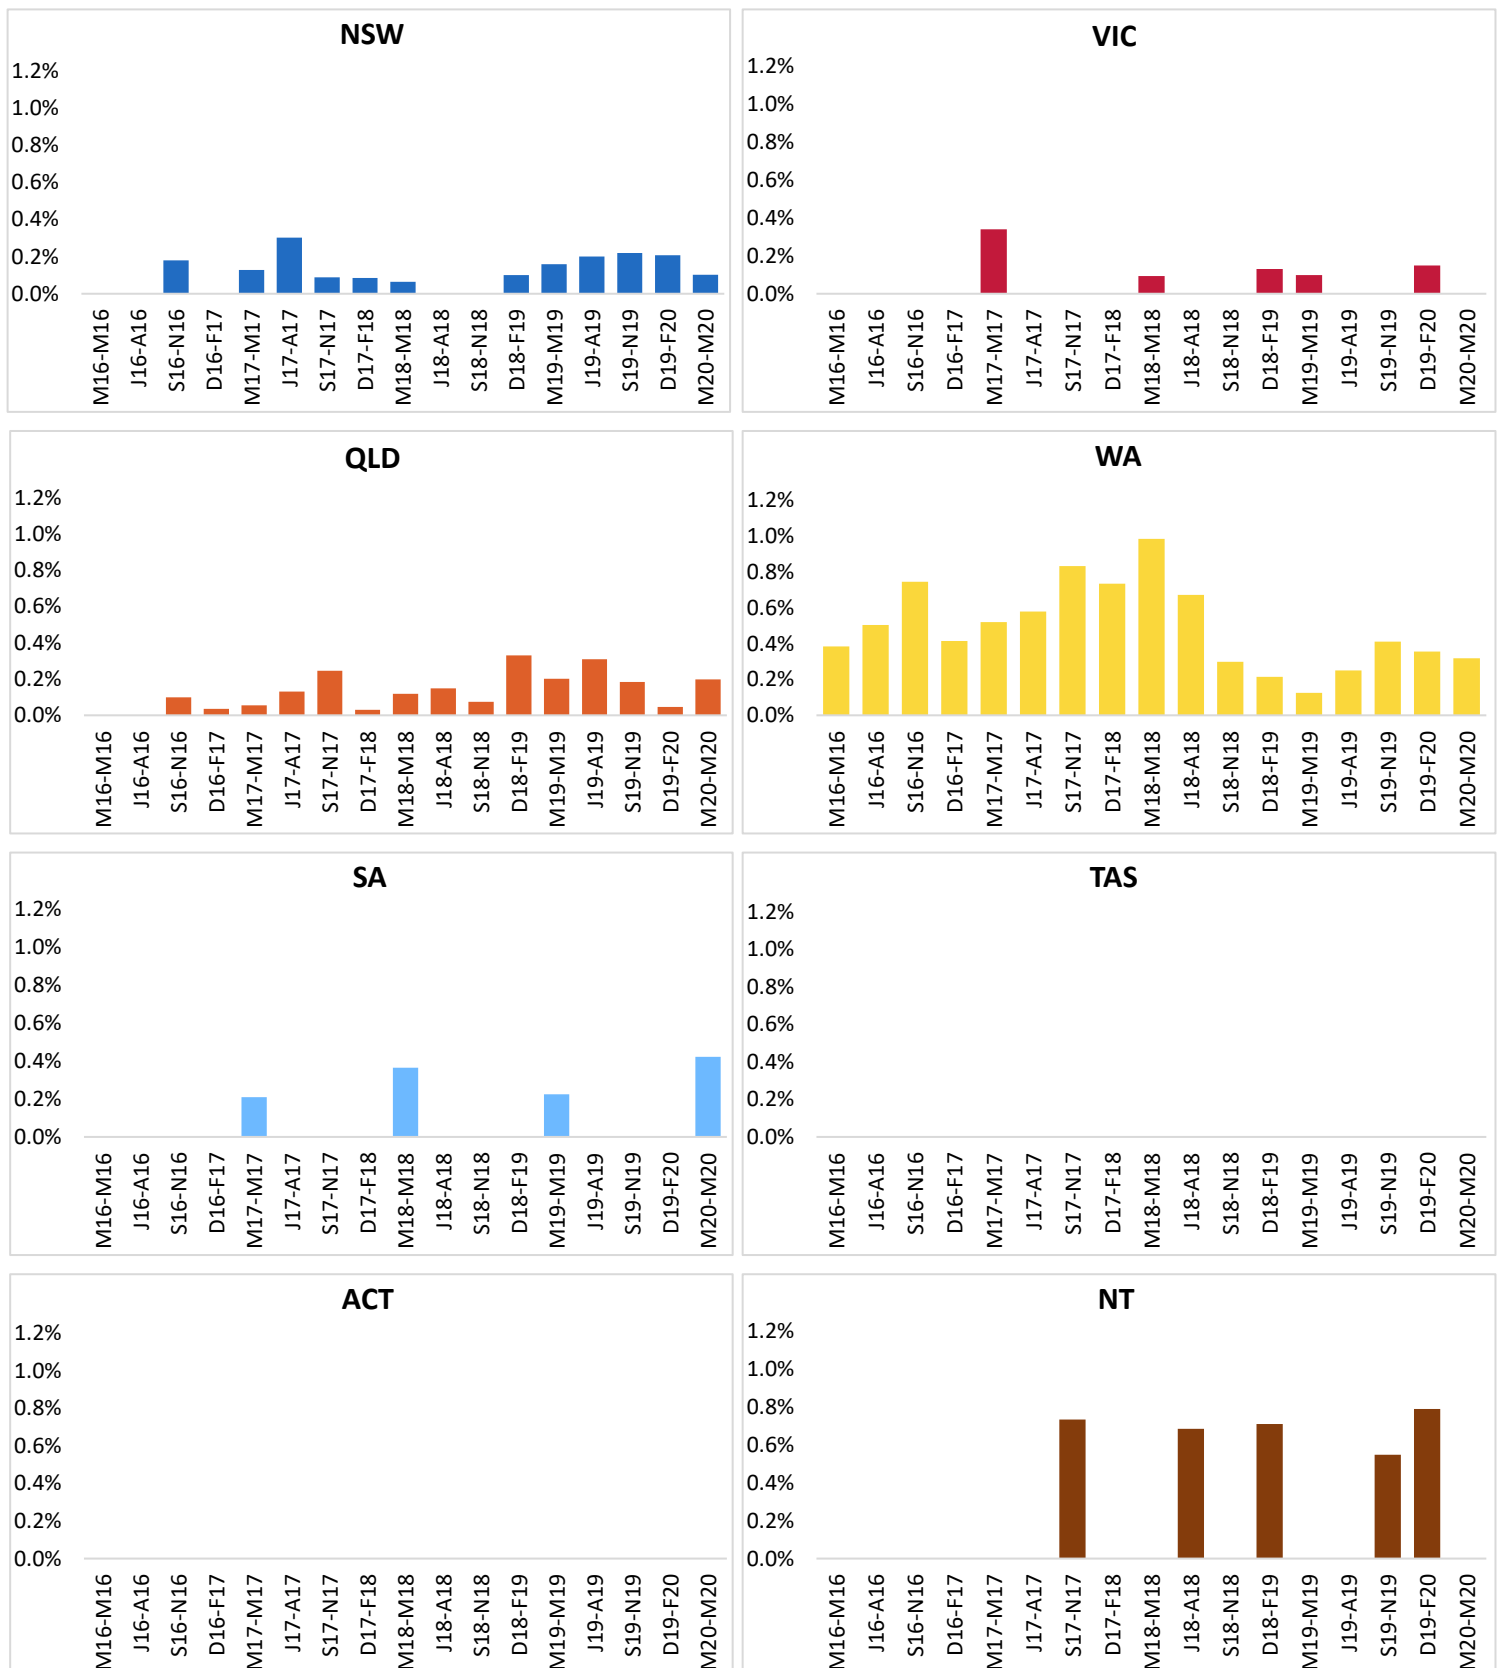 NSW
1.2%
1.0%
0.8%
0.6%
0.4%
0.2%
0.0%
M16-M16
J16-A16
S16-N16
D16-F17
M17-M17
J17-A17
S17-N17
D17-F18
M18-M18
J18-A18
S18-N18
D18-F19
M19-M19
J19-A19
S19-N19
D19-F20
M20-M20
VIC
1.2%
1.0%
0.8%
0.6%
0.4%
0.2%
0.0%
M16-M16
J16-A16
S16-N16
D16-F17
M17-M17
J17-A17
S17-N17
D17-F18
M18-M18
J18-A18
S18-N18
D18-F19
M19-M19
J19-A19
S19-N19
D19-F20
M20-M20
QLD
1.2%
1.0%
0.8%
0.6%
0.4%
0.2%
0.0%
M16-M16
J16-A16
S16-N16
D16-F17
M17-M17
J17-A17
S17-N17
D17-F18
M18-M18
J18-A18
S18-N18
D18-F19
M19-M19
J19-A19
S19-N19
D19-F20
M20-M20
WA
1.2%
1.0%
0.8%
0.6%
0.4%
0.2%
0.0%
M16-M16
J16-A16
S16-N16
D16-F17
M17-M17
J17-A17
S17-N17
D17-F18
M18-M18
J18-A18
S18-N18
D18-F19
M19-M19
J19-A19
S19-N19
D19-F20
M20-M20
SA
1.2%
1.0%
0.8%
0.6%
0.4%
0.2%
0.0%
M16-M16
J16-A16
S16-N16
D16-F17
M17-M17
J17-A17
S17-N17
D17-F18
M18-M18
J18-A18
S18-N18
D18-F19
M19-M19
J19-A19
S19-N19
D19-F20
M20-M20
TAS
1.2%
1.0%
0.8%
0.6%
0.4%
0.2%
0.0%
M16-M16
J16-A16
S16-N16
D16-F17
M17-M17
J17-A17
S17-N17
D17-F18
M18-M18
J18-A18
S18-N18
D18-F19
M19-M19
J19-A19
S19-N19
D19-F20
M20-M20
ACT
1.2%
1.0%
0.8%
0.6%
0.4%
0.2%
0.0%
M16-M16
J16-A16
S16-N16
D16-F17
M17-M17
J17-A17
S17-N17
D17-F18
M18-M18
J18-A18
S18-N18
D18-F19
M19-M19
J19-A19
S19-N19
D19-F20
M20-M20
NT
1.2%
1.0%
0.8%
0.6%
0.4%
0.2%
0.0%
M16-M16
J16-A16
S16-N16
D16-F17
M17-M17
J17-A17
S17-N17
D17-F18
M18-M18
J18-A18
S18-N18
D18-F19
M19-M19
J19-A19
S19-N19
D19-F20
M20-M20